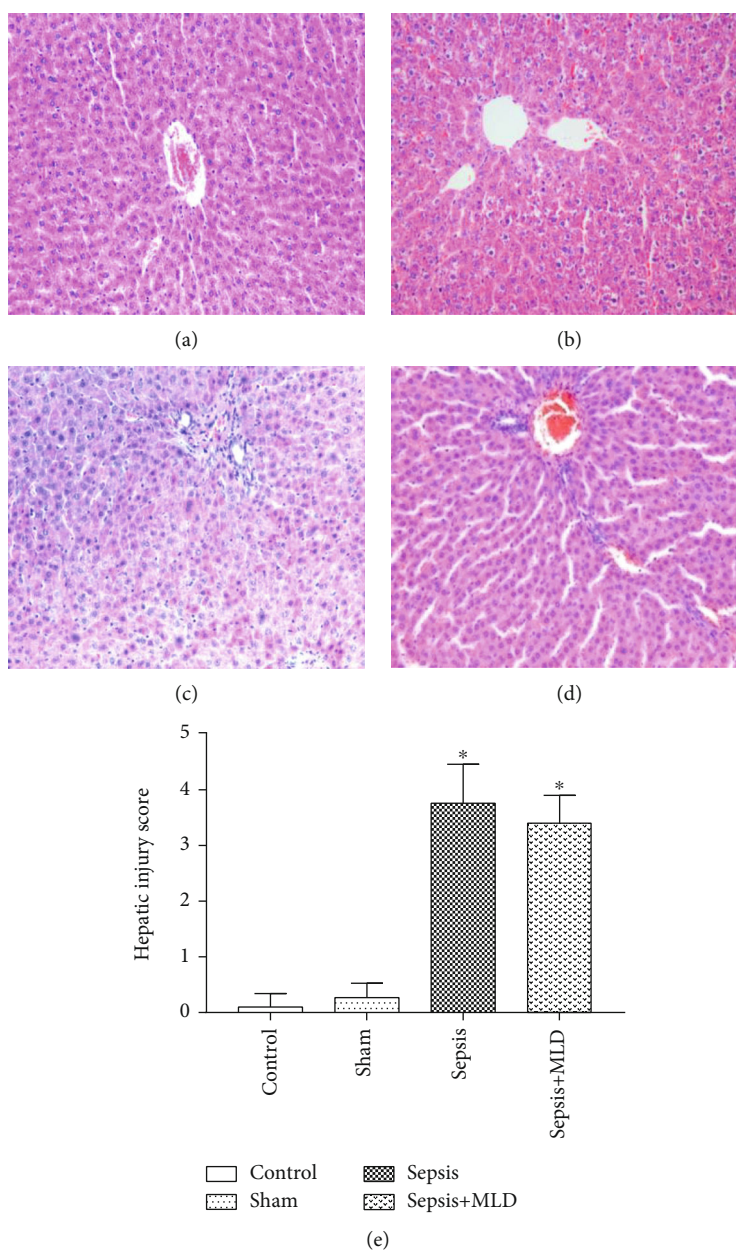 (a)
(b)
(c)
(d)
5
4
3
2
1
0
Hepatic injury score
*
*
Control
Sham
Sepsis
Sepsis+MLD
Control
Sepsis
Sham
Sepsis+MLD
(e)